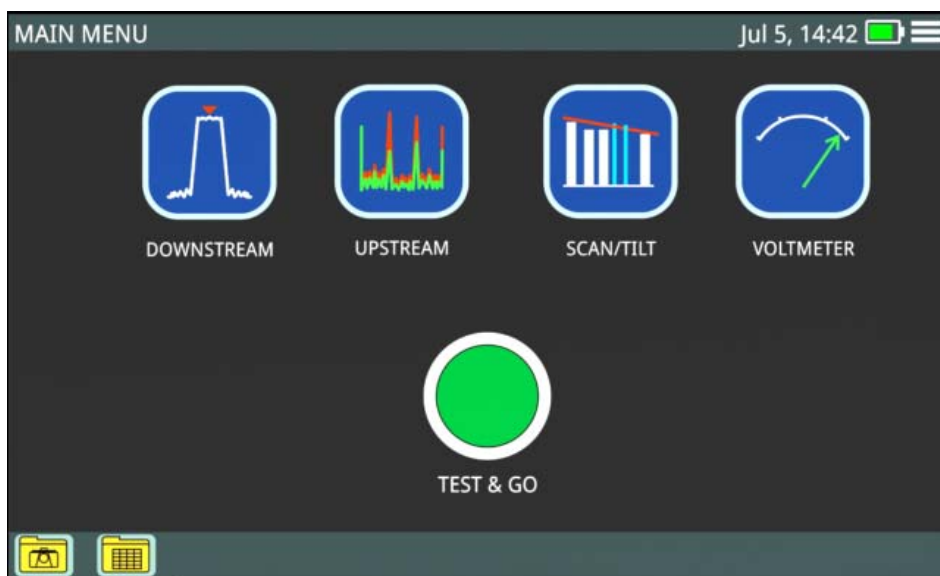 MAIN MENU
Jul 5, 14:42
DOWNSTREAM
UPSTREAM
SCAN/TILT
VOLTMETER
TEST & GO